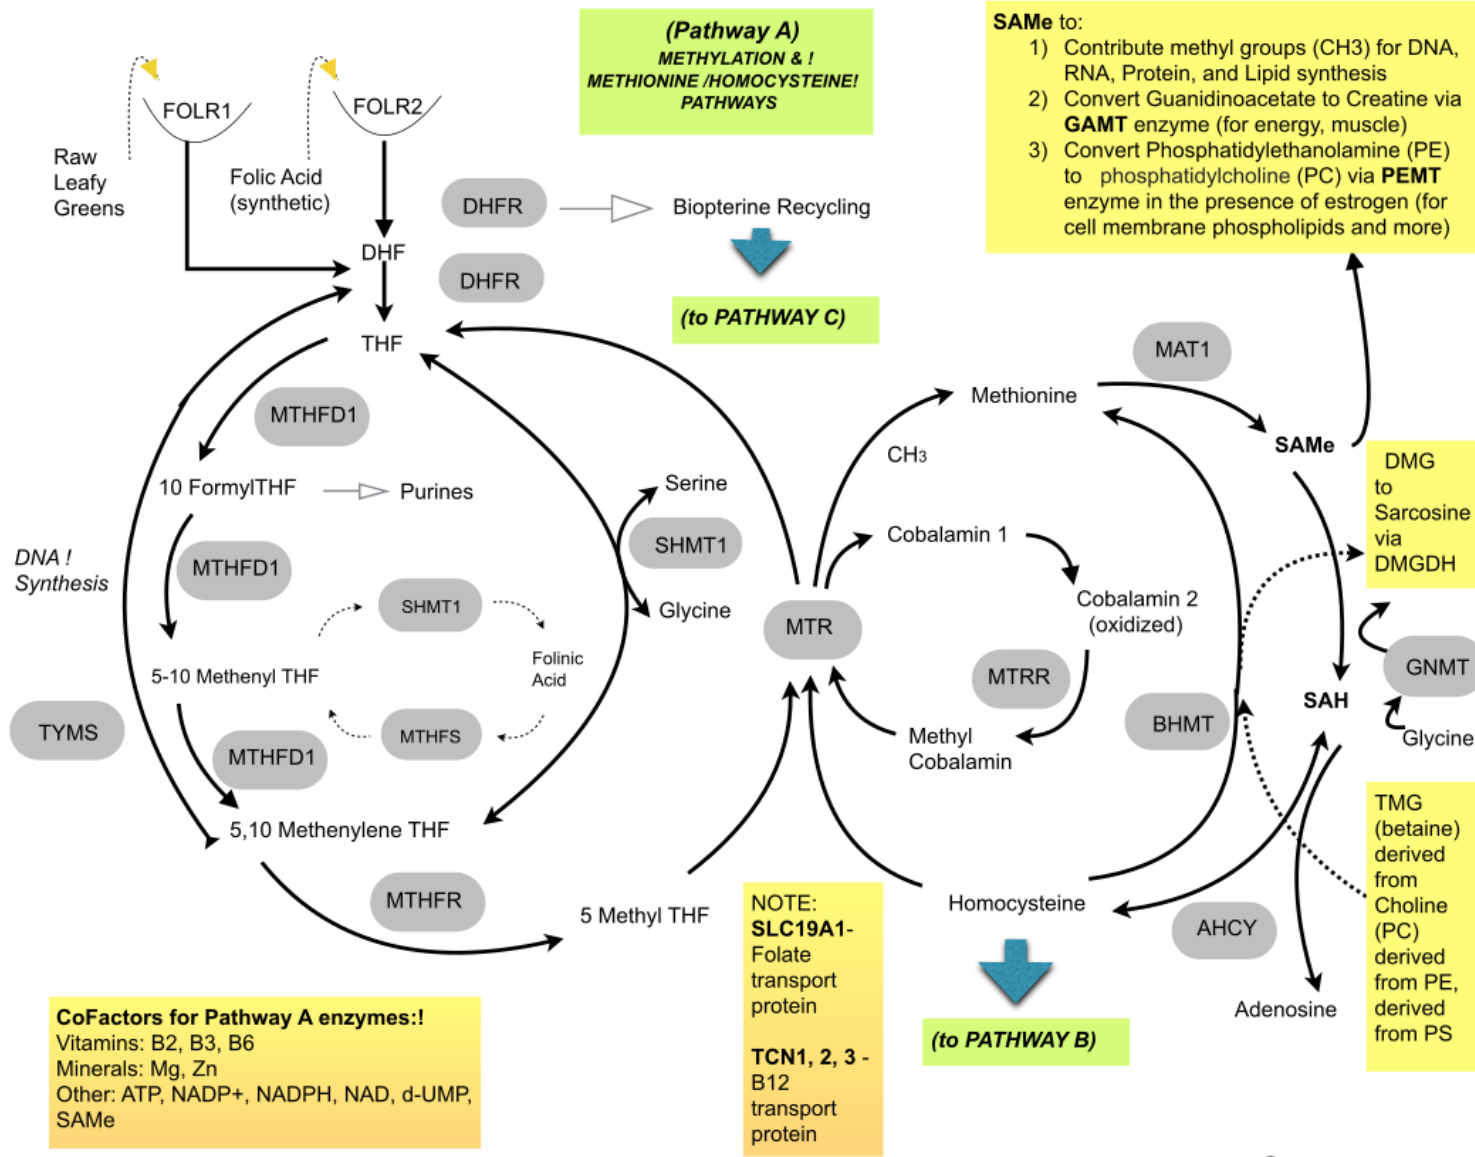 (Pathway A)
METHYLATION & !
METHIONINE /HOMOCYSTEINE!
PATHWAYS
SAMe to:
1) Contribute methyl groups (CH3) for DNA,
RNA, Protein, and Lipid synthesis
2) Convert Guanidinoacetate to Creatine via
GAMT enzyme (for energy, muscle)
3) Convert Phosphatidylethanolamine (PE)
to phosphatidylcholine (PC) via PEMT
enzyme in the presence of estrogen (for
cell membrane phospholipids and more)
FOLR1
FOLR2
Raw
Leafy
Greens
Folic Acid
(synthetic)
DHFR
Biopterine Recycling
DHF
DHFR
(to PATHWAY C)
THF
MTHFD1
10 FormylTHF
Purines
DNA !
Synthesis
MTHFD1
SHMT1
Folinic
Acid
5-10 Methenyl THF
MTHFS
TYMS
MTHFD1
5,10 Methenylene THF
MTHFR
5 Methyl THF
Serine
SHMT1
Glycine
MTR
CH3
Methionine
MAT1
SAMe
Cobalamin 1
Cobalamin 2
(oxidized)
MTRR
Methyl
Cobalamin
BHMT
DMG
to
Sarcosine
via
DMGDH
GNMT
SAH
Glycine
TMG
(betaine)
derived
from
Choline
(PC)
derived
from PE,
derived
from PS
Homocysteine
AHCY
Adenosine
(to PATHWAY B)
NOTE:
SLC19A1-
Folate
transport
protein
TCN1, 2, 3 -
B12
transport
protein
CoFactors for Pathway A enzymes:!
Vitamins: B2, B3, B6
Minerals: Mg, Zn
Other: ATP, NADP+, NADPH, NAD, d-UMP,
SAMe